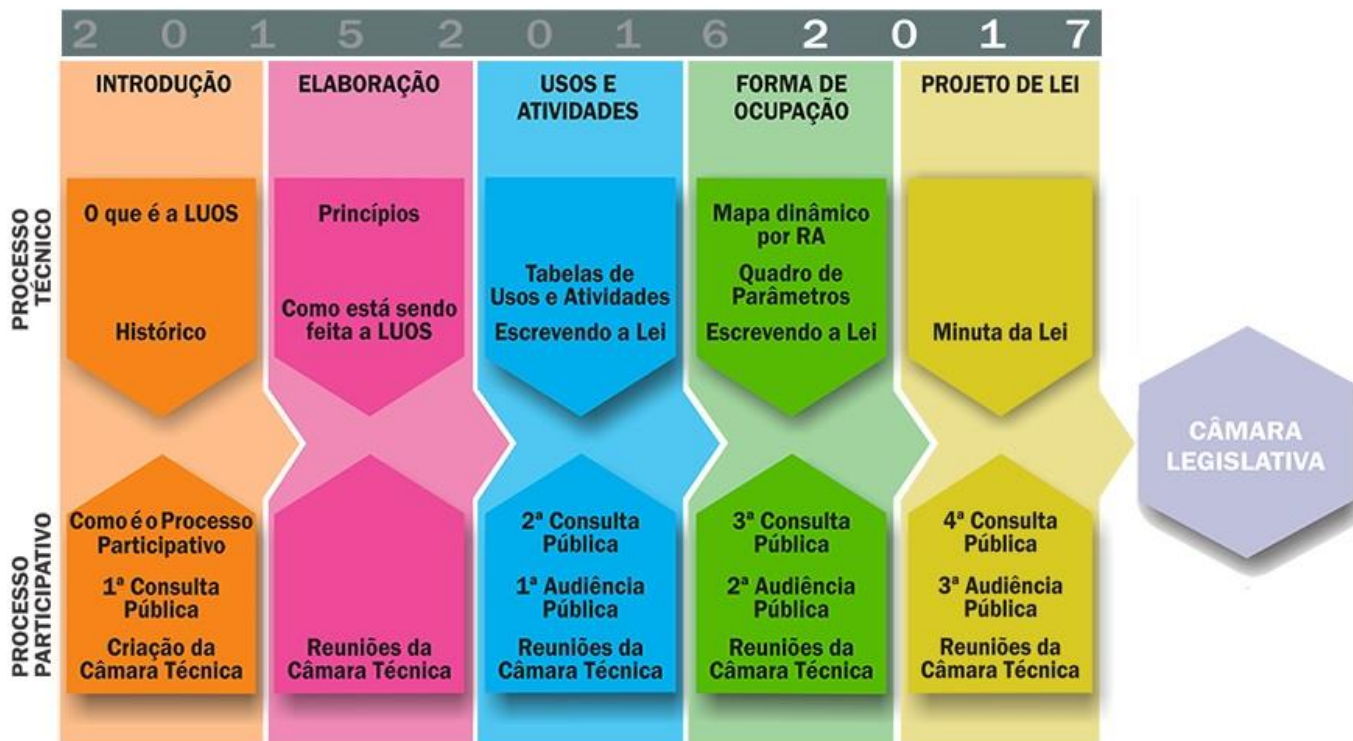 2 0 1 5 2 0 1 6 2 0 1 7
INTRODUÇÃO
ELABORAÇÃO
USOS E
ATIVIDADES
FORMA DE
OCUPAÇÃO
PROJETO DE LEI
PROCESSO
TÉCNICO
O que é a LUOS
Histórico
Princípios
Como está sendo
feita a LUOS
Tabelas de
Usos e Atividades
Escrevendo a Lei
Mapa dinâmico
por RA
Quadro de
Parâmetros
Escrevendo a Lei
Minuta da Lei
CÂMARA
LEGISLATIVA
PROCESSO
PARTICIPATIVO
Como é o Processo
Participativo
1ª Consulta
Pública
Criação da
Câmara Técnica
Reuniões da
Câmara Técnica
2ª Consulta
Pública
1ª Audiência
Pública
Reuniões da
Câmara Técnica
3ª Consulta
Pública
2ª Audiência
Pública
Reuniões da
Câmara Técnica
4ª Consulta
Pública
3ª Audiência
Pública
Reuniões da
Câmara Técnica